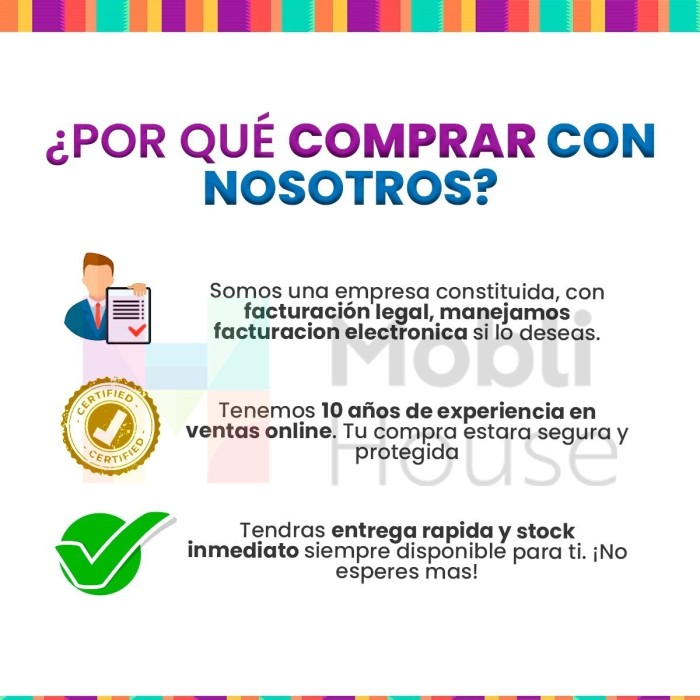 ¿POR QUÉ COMPRAR CON
NOSOTROS?
Somos una empresa constituida, con
facturación legal, manejamos
facturacion electronica si lo deseas.
Mobli
House
CERTIFIED
CERTIFIED
Tenemos 10 años de experiencia en
ventas online. Tu compra estara segura y
protegida
Tendras entrega rapida y stock
inmediato siempre disponible para ti. ¡No
esperes mas!